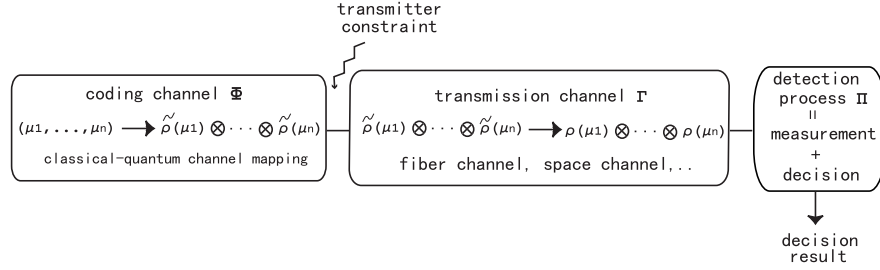 transmitter
constraint
coding channel Φ
(μ1,...,μn) → ρ̃(μ1) ⊗ ··· ⊗ ρ̃(μn)
classical-quantum channel mapping
transmission channel Γ
ρ̃(μ1) ⊗ ··· ⊗ ρ̃(μn) → ρ(μ1) ⊗ ··· ⊗ ρ(μn)
fiber channel, space channel,..
detection
process Π
=
measurement
+
decision
decision
result